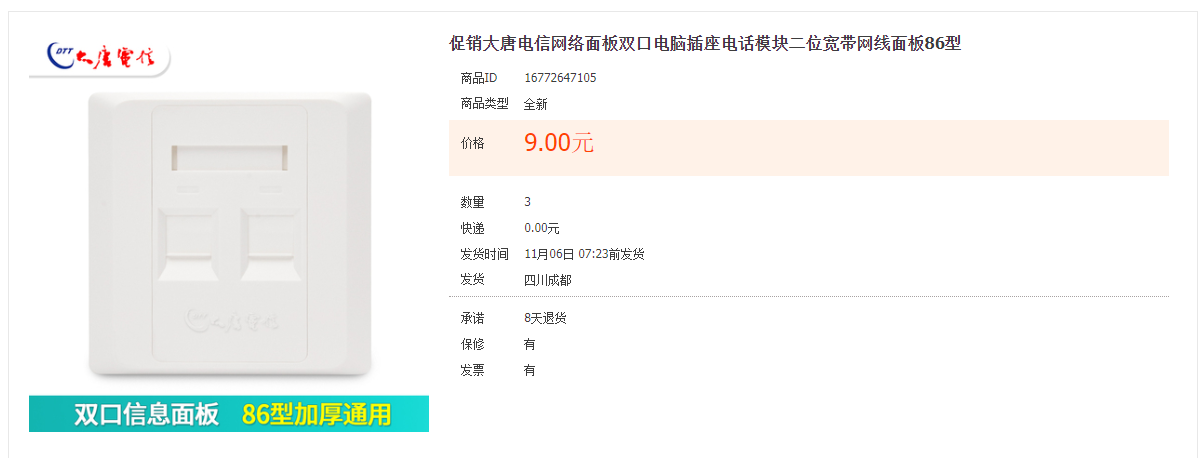 DTT 大唐電信
大唐電信
双口信息面板 86型加厚通用
促销大唐电信网络面板双口电脑插座电话模块二位宽带网线面板86型
商品ID 16772647105
商品类型 全新
价格 9.00元
数量 3
快递 0.00元
发货时间 11月06日 07:23前发货
发货 四川成都
承诺 8天退货
保修 有
发票 有